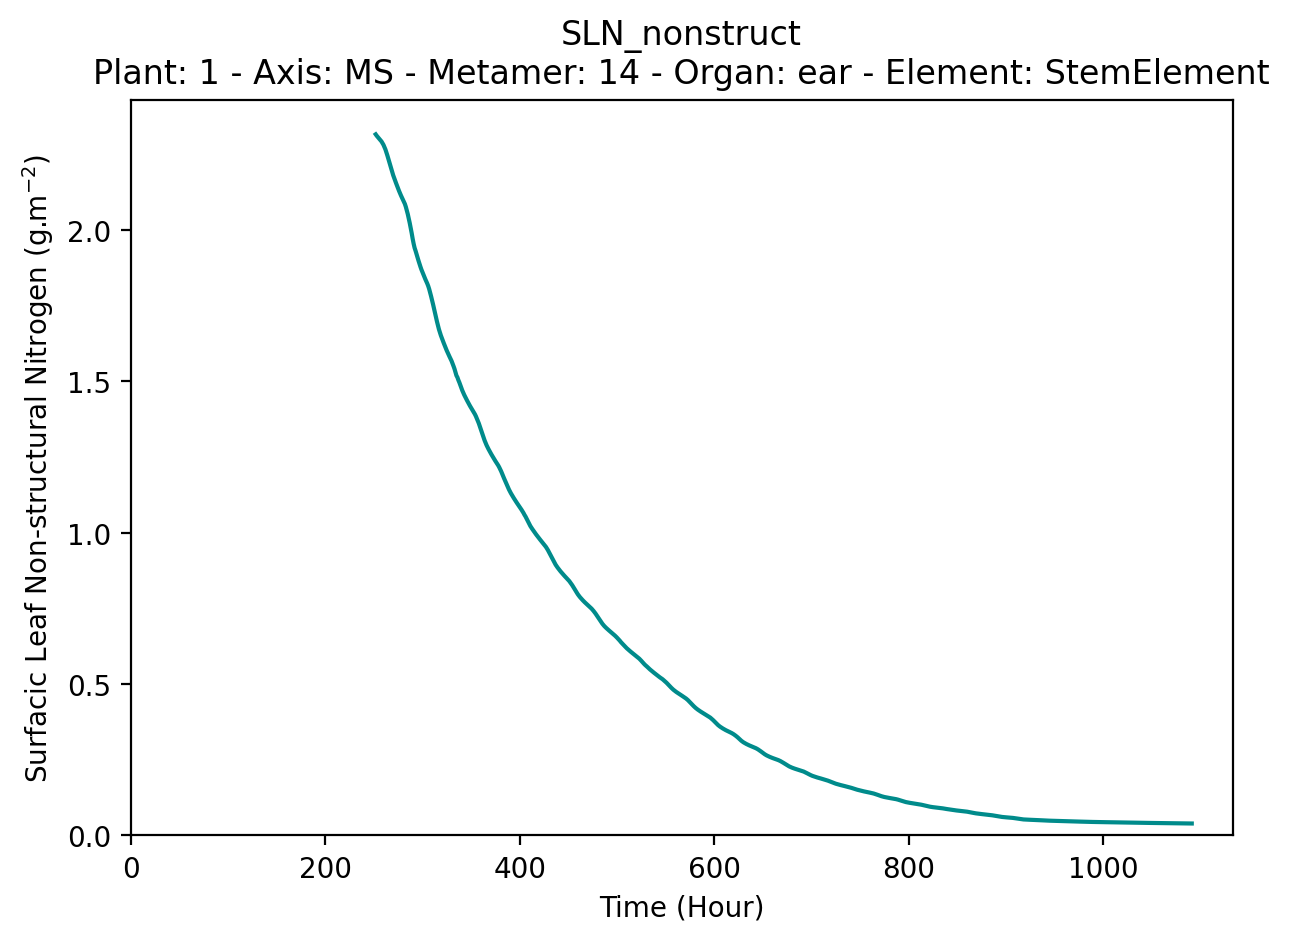 SLN_nonstruct
Plant: 1 - Axis: MS - Metamer: 14 - Organ: ear - Element: StemElement
Surfacic Leaf Non-structural Nitrogen (g.m⁻²)
2.0
1.5
1.0
0.5
0.0
0 200 400 600 800 1000
Time (Hour)